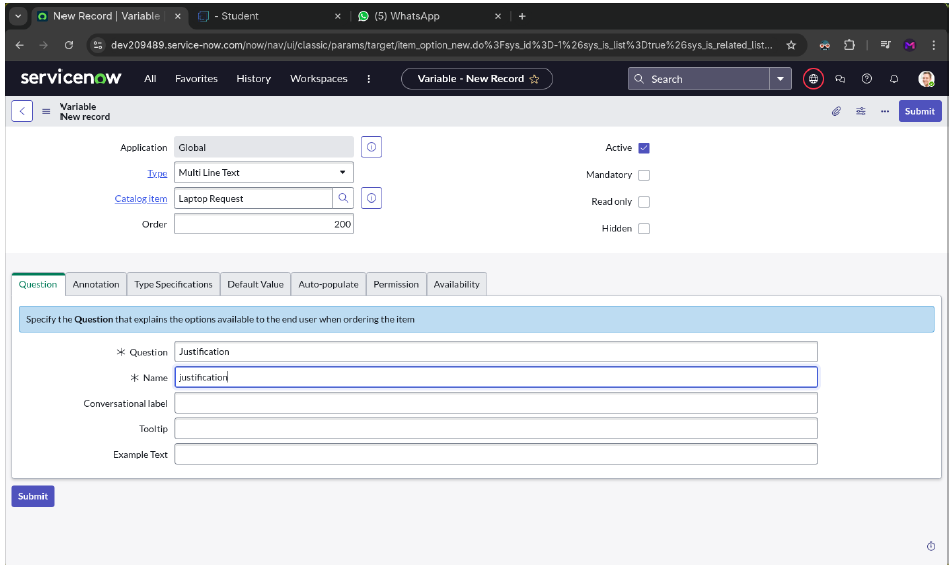 New Record | Variable
- Student
(5) WhatsApp
dev209489.service-now.com/now/nav/ui/classic/params/target/item_option_new.do%3Fsys_id%3D-1%26sys_is_list%3Dtrue%26sys_is_related_list...
servicenow All Favorites History Workspaces Variable - New Record Search
Variable
New record
Submit
Application Global Active
Type Multi Line Text Mandatory
Catalog item Laptop Request Read only
Order 200 Hidden
Question Annotation Type Specifications Default Value Auto-populate Permission Availability
Specify the Question that explains the options available to the end user when ordering the item
Question Justification
Name justification
Conversational label
Tooltip
Example Text
Submit